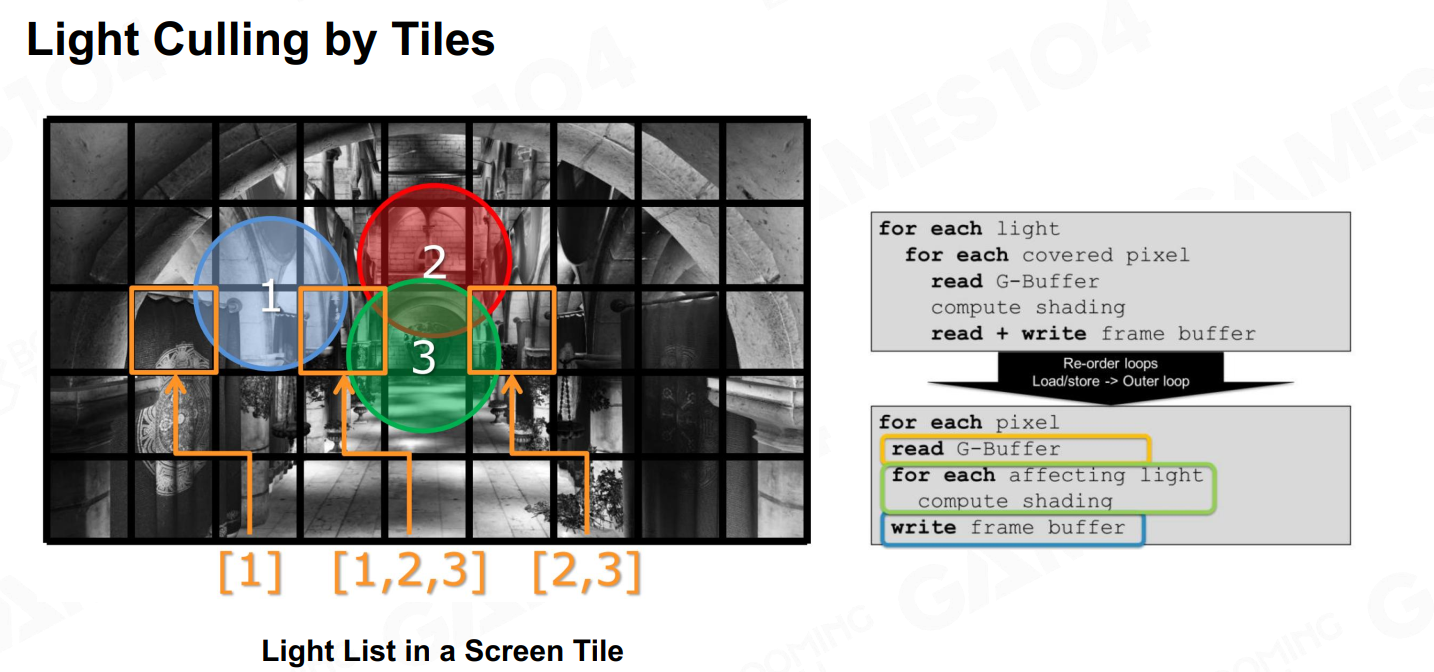 Light Culling by Tiles
1
2
3
[1]
[1,2,3]
[2,3]
Light List in a Screen Tile
for each light
for each covered pixel
read G-Buffer
compute shading
read + write frame buffer
Re-order loops
Load/store -> Outer loop
for each pixel
read G-Buffer
for each affecting light
compute shading
write frame buffer
GAMES 104